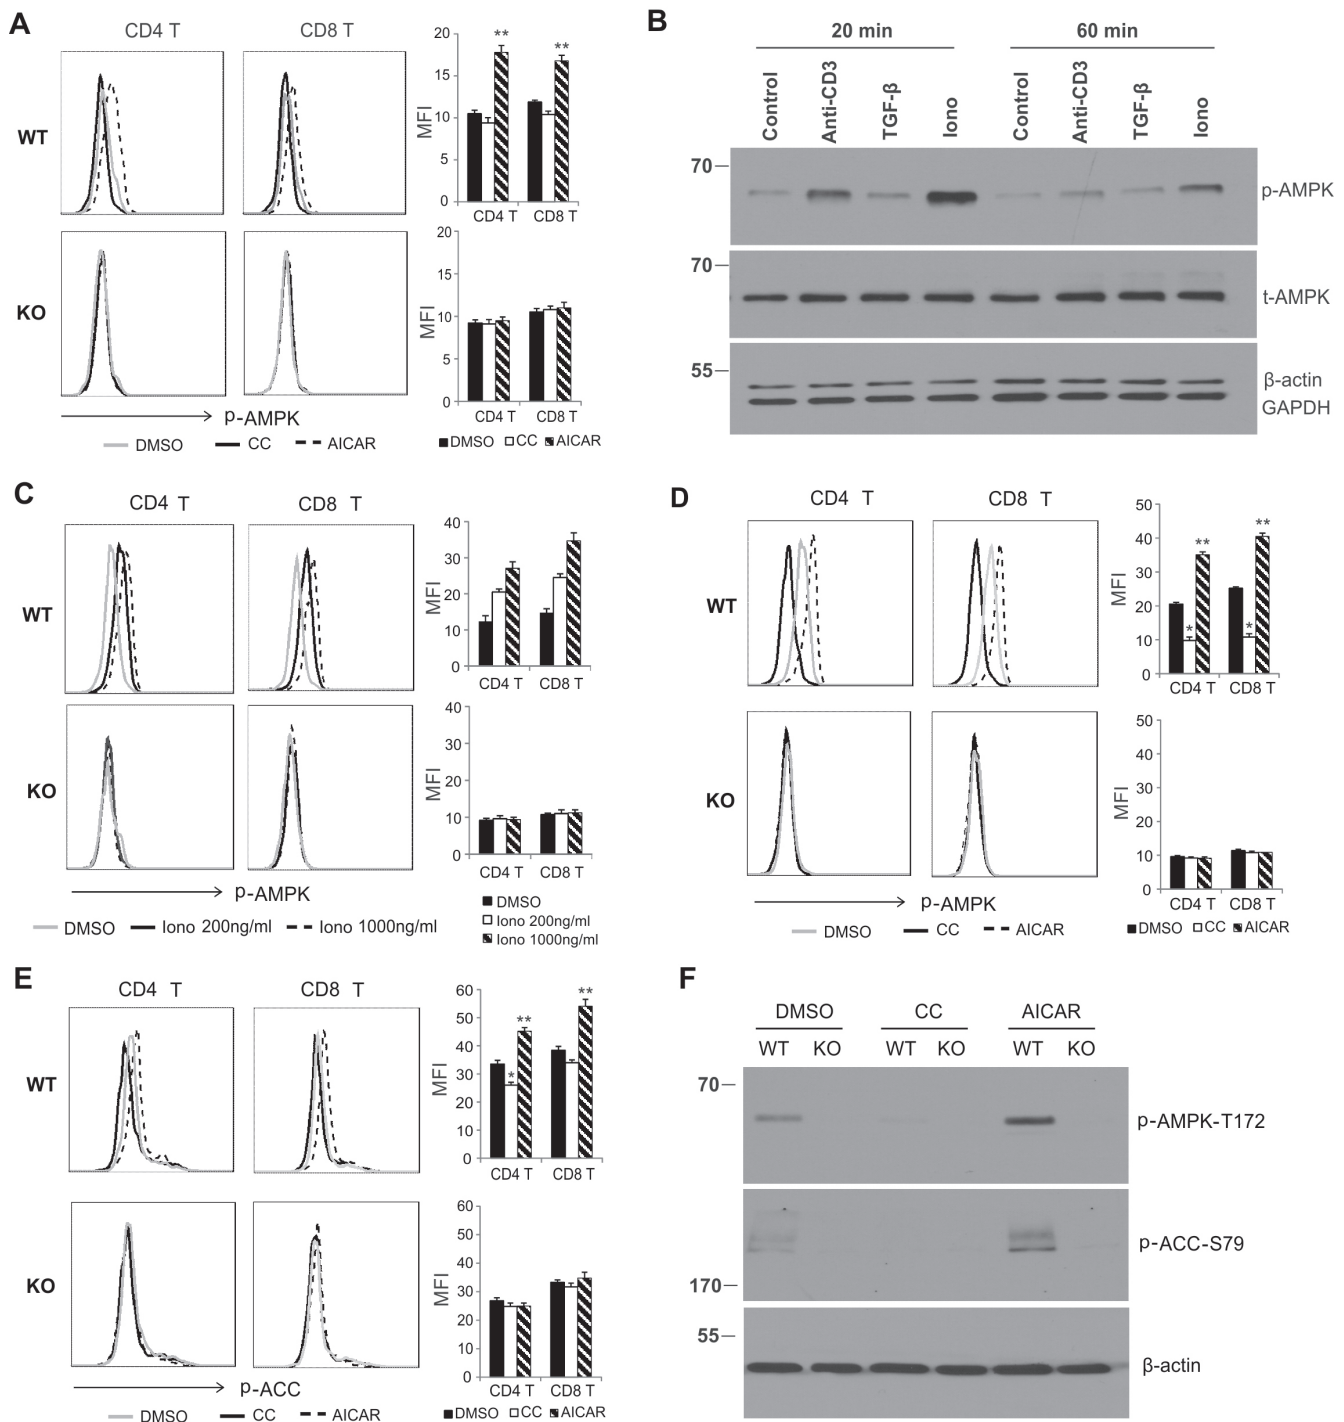 A
CD4 T
CD8 T
WT
KO
p-AMPK
DMSO CC AICAR
20
15
10
5
0
MFI
**
**
CD4 T CD8 T
20
15
10
5
0
MFI
CD4 T CD8 T
DMSO CC AICAR
B
20 min 60 min
Control Anti-CD3 TGF-β Iono Control Anti-CD3 TGF-β Iono
70 p-AMPK
70 t-AMPK
55 β-actin
GAPDH
C
CD4 T
CD8 T
WT
KO
p-AMPK
DMSO Iono 200ng/ml Iono 1000ng/ml
40
30
20
10
0
MFI
CD4 T CD8 T
40
30
20
10
0
MFI
CD4 T CD8 T
DMSO
Iono 200ng/ml
Iono 1000ng/ml
D
CD4 T
CD8 T
WT
KO
p-AMPK
DMSO CC AICAR
50
40
30
20
10
0
MFI
* ** * **
CD4 T CD8 T
50
40
30
20
10
0
MFI
CD4 T CD8 T
DMSO CC AICAR
E
CD4 T
CD8 T
WT
KO
p-ACC
DMSO CC AICAR
60
50
40
30
20
10
0
MFI
* ** **
CD4 T CD8 T
60
50
40
30
20
10
0
MFI
CD4 T CD8 T
DMSO CC AICAR
F
DMSO CC AICAR
WT KO WT KO WT KO
70 p-AMPK-T172
p-ACC-S79
170
55
β-actin